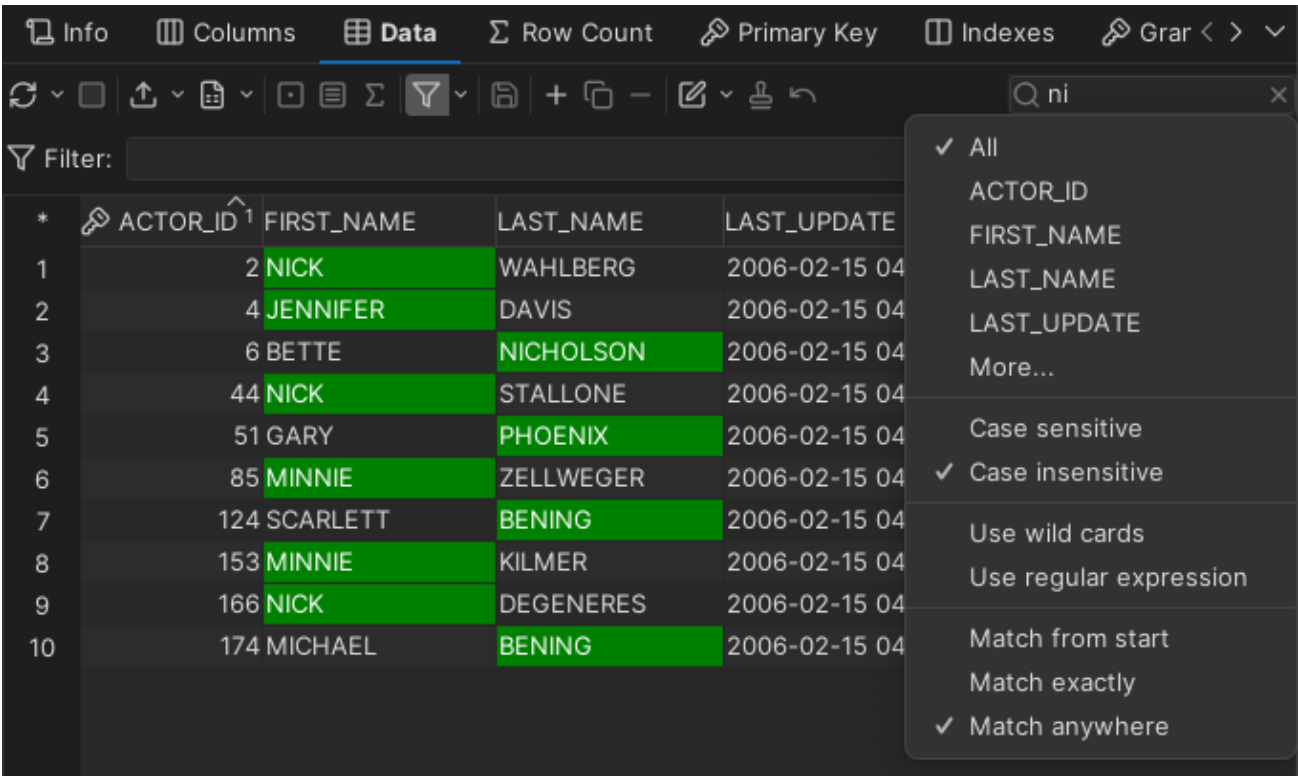 Info Columns Data Row Count Primary Key Indexes Gran
ni
Filter:
* ACTOR_ID 1 FIRST_NAME LAST_NAME LAST_UPDATE
1 2 NICK WAHLBERG 2006-02-15 04
2 4 JENNIFER DAVIS 2006-02-15 04
3 6 BETTE NICHOLSON 2006-02-15 04
4 44 NICK STALLONE 2006-02-15 04
5 51 GARY PHOENIX 2006-02-15 04
6 85 MINNIE ZELLWEGER 2006-02-15 04
7 124 SCARLETT BENING 2006-02-15 04
8 153 MINNIE KILMER 2006-02-15 04
9 166 NICK DEGENERES 2006-02-15 04
10 174 MICHAEL BENING 2006-02-15 04
All
ACTOR_ID
FIRST_NAME
LAST_NAME
LAST_UPDATE
More...
Case sensitive
Case insensitive
Use wild cards
Use regular expression
Match from start
Match exactly
Match anywhere